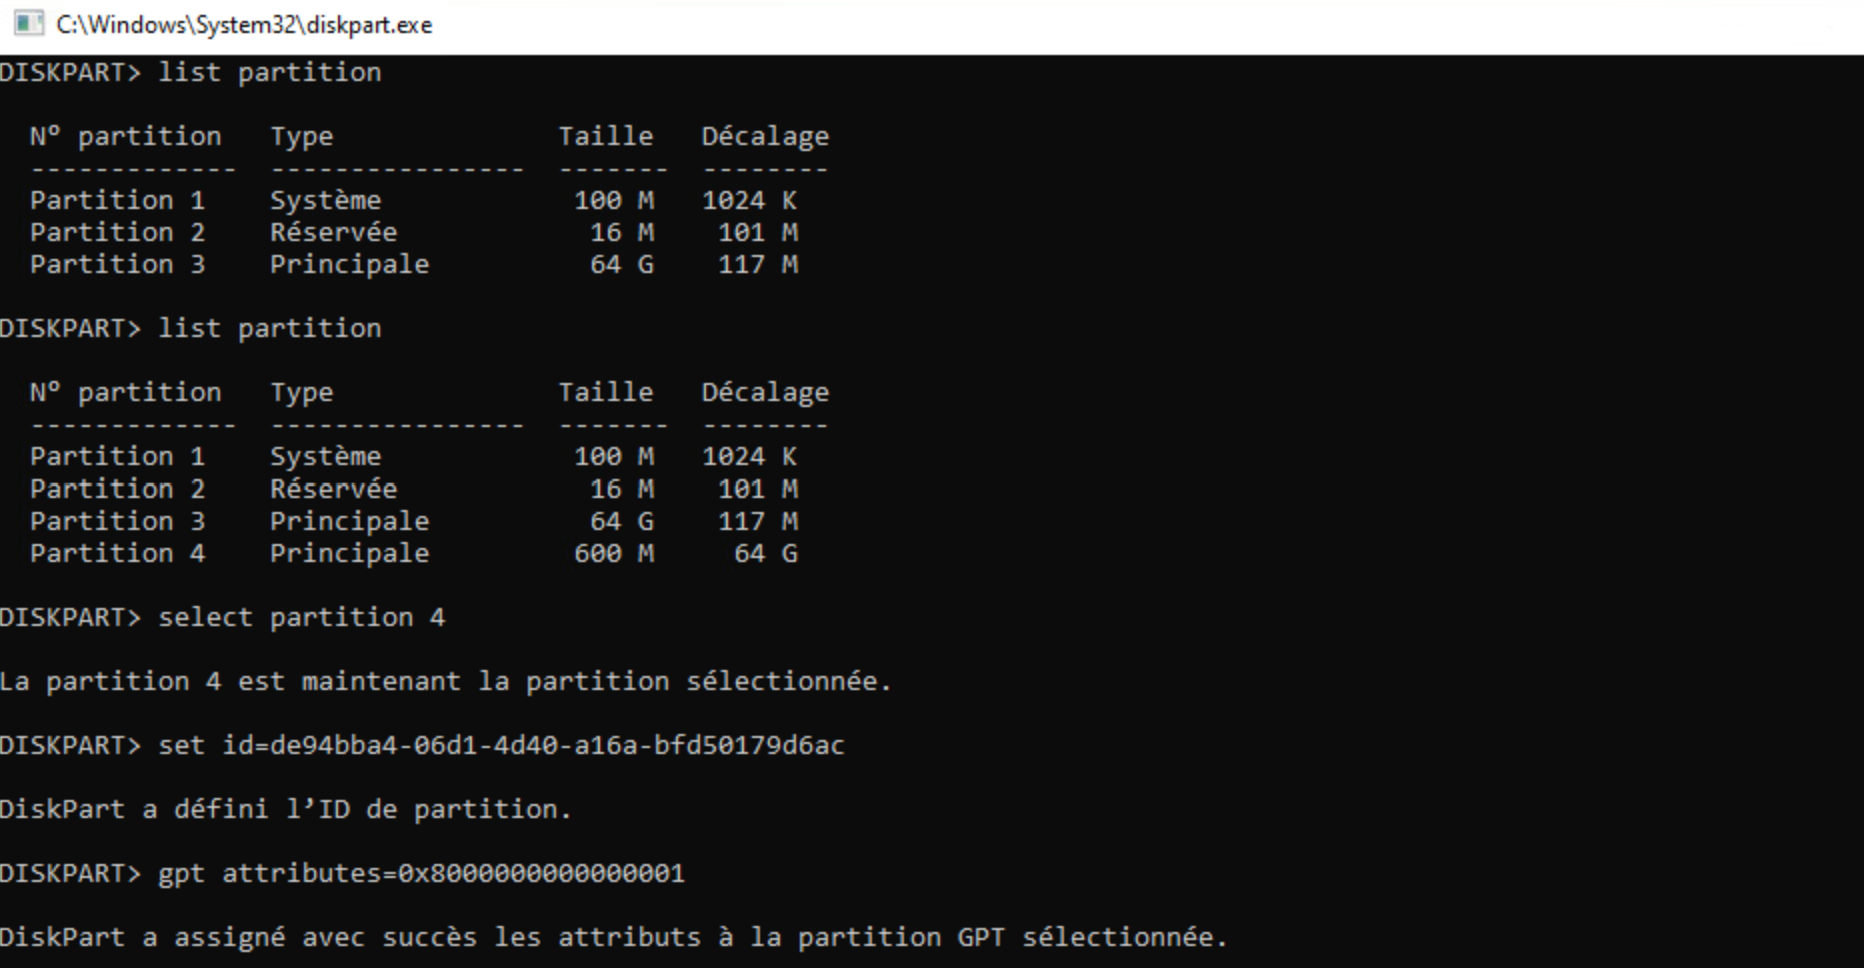 C:\Windows\System32\diskpart.exe
DISKPART> list partition
N° partition   Type              Taille   Décalage
-------------  ----------------  -------  --------
Partition 1    Système            100 M   1024 K
Partition 2    Réservée            16 M    101 M
Partition 3    Principale          64 G    117 M
DISKPART> list partition
N° partition   Type              Taille   Décalage
-------------  ----------------  -------  --------
Partition 1    Système            100 M   1024 K
Partition 2    Réservée            16 M    101 M
Partition 3    Principale          64 G    117 M
Partition 4    Principale         600 M     64 G
DISKPART> select partition 4
La partition 4 est maintenant la partition sélectionnée.
DISKPART> set id=de94bba4-06d1-4d40-a16a-bfd50179d6ac
DiskPart a défini l’ID de partition.
DISKPART> gpt attributes=0x8000000000000001
DiskPart a assigné avec succès les attributs à la partition GPT sélectionnée.